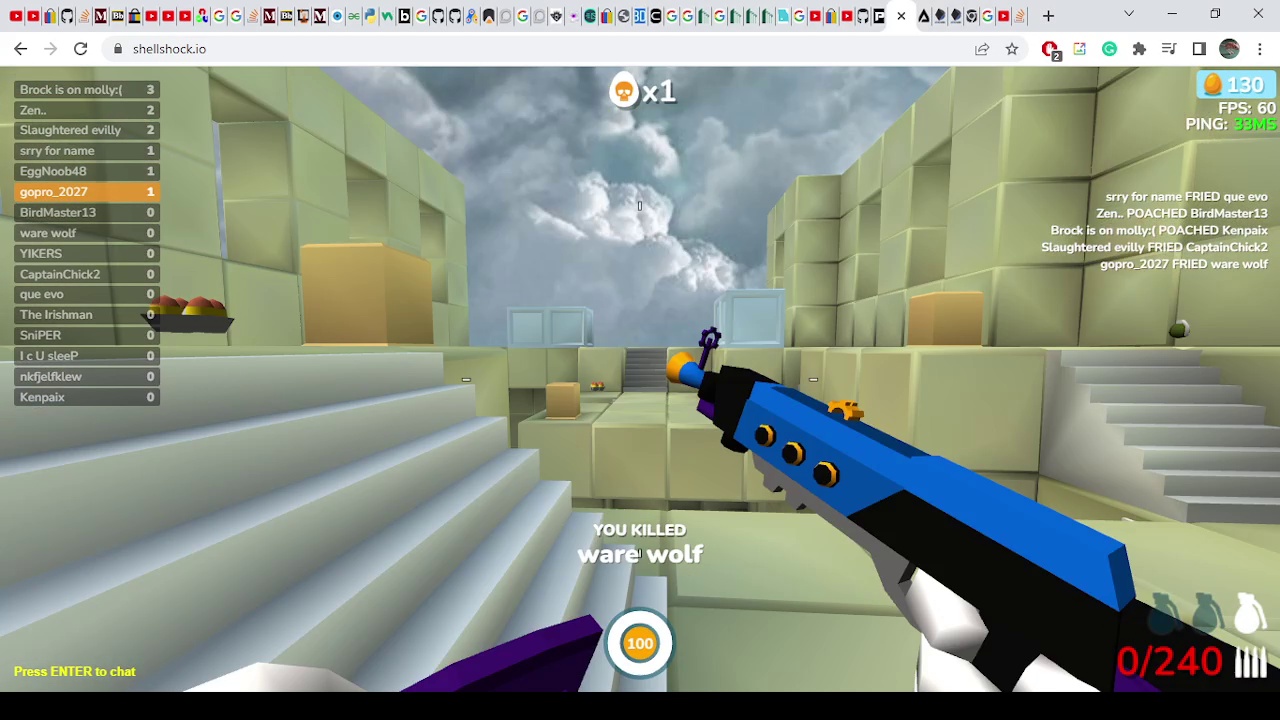 shellshock.io
2
Brock is on molly:( 3
Zen.. 2
Slaughtered evilly 2
srry for name 1
EggNoob48 1
gopro_2027 1
BirdMaster13 0
ware wolf 0
YIKERS 0
CaptainChick2 0
que evo 0
The Irishman 0
SniPER 0
I c U sleeP 0
nkfjelfklew 0
Kenpaix 0
x1
130
FPS: 60
PING: 33MS
srry for name FRIED que evo
Zen.. POACHED BirdMaster13
Brock is on molly:( POACHED Kenpaix
Slaughtered evilly FRIED CaptainChick2
gopro_2027 FRIED ware wolf
YOU KILLED
ware wolf
100
Press ENTER to chat
0/240